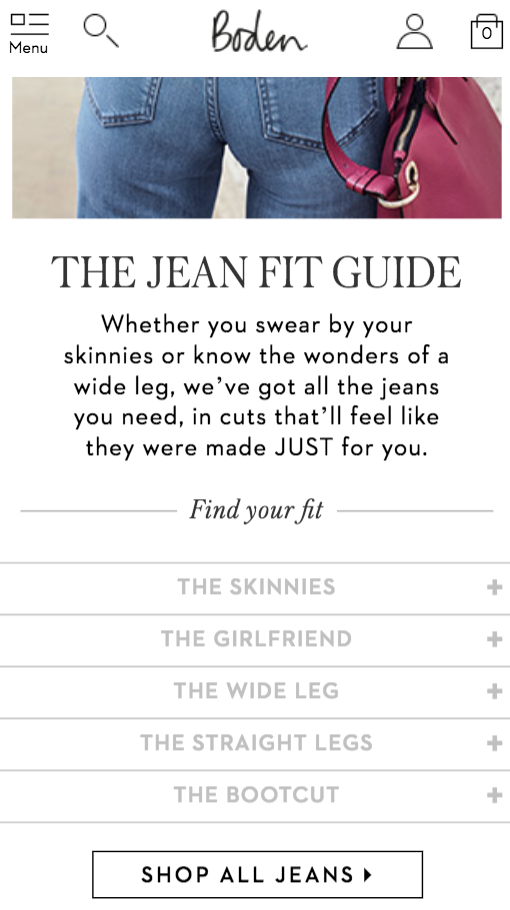 Boden
0
Menu
THE JEAN FIT GUIDE
Whether you swear by your
skinnies or know the wonders of a
wide leg, we’ve got all the jeans
you need, in cuts that’ll feel like
they were made JUST for you.
Find your fit
THE SKINNIES +
THE GIRLFRIEND +
THE WIDE LEG +
THE STRAIGHT LEGS +
THE BOOTCUT +
SHOP ALL JEANS